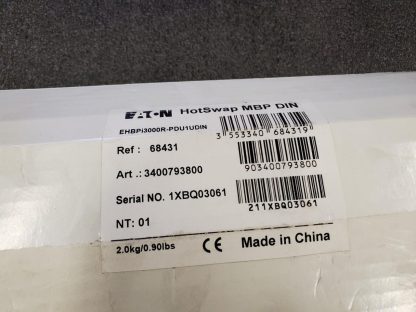 EATON HotSwap MBP DIN
EHBPi3000R-PDU1UDIN
3 553340 684319
Ref : 68431
Art .: 3400793800
903400793800
Serial NO. 1XBQ03061
211XBQ03061
NT: 01
2.0kg/0.90lbs CE Made in China